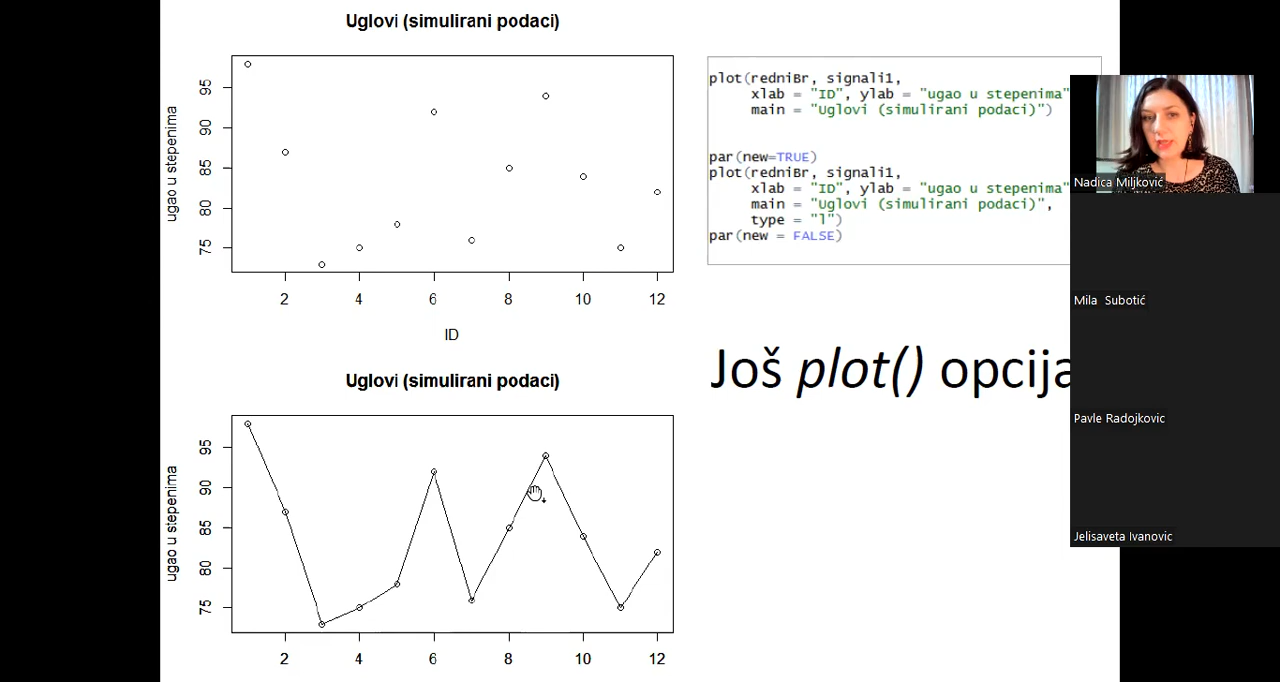 Uglovi (simulirani podaci)
ugao u stepenima
95
90
85
80
75
2 4 6 8 10 12
ID
Uglovi (simulirani podaci)
ugao u stepenima
95
90
85
80
75
2 4 6 8 10 12
plot(redniBr, signali1,
xlab = "ID", ylab = "ugao u stepenima"
main = "Uglovi (simulirani podaci)")
par(new=TRUE)
plot(redniBr, signali1,
xlab = "ID", ylab = "ugao u stepenima"
main = "Uglovi (simulirani podaci)",
type = "l")
par(new = FALSE)
Još plot() opcija
Nadica Miljković
Mila Subotić
Pavle Radojkovic
Jelisaveta Ivanovic